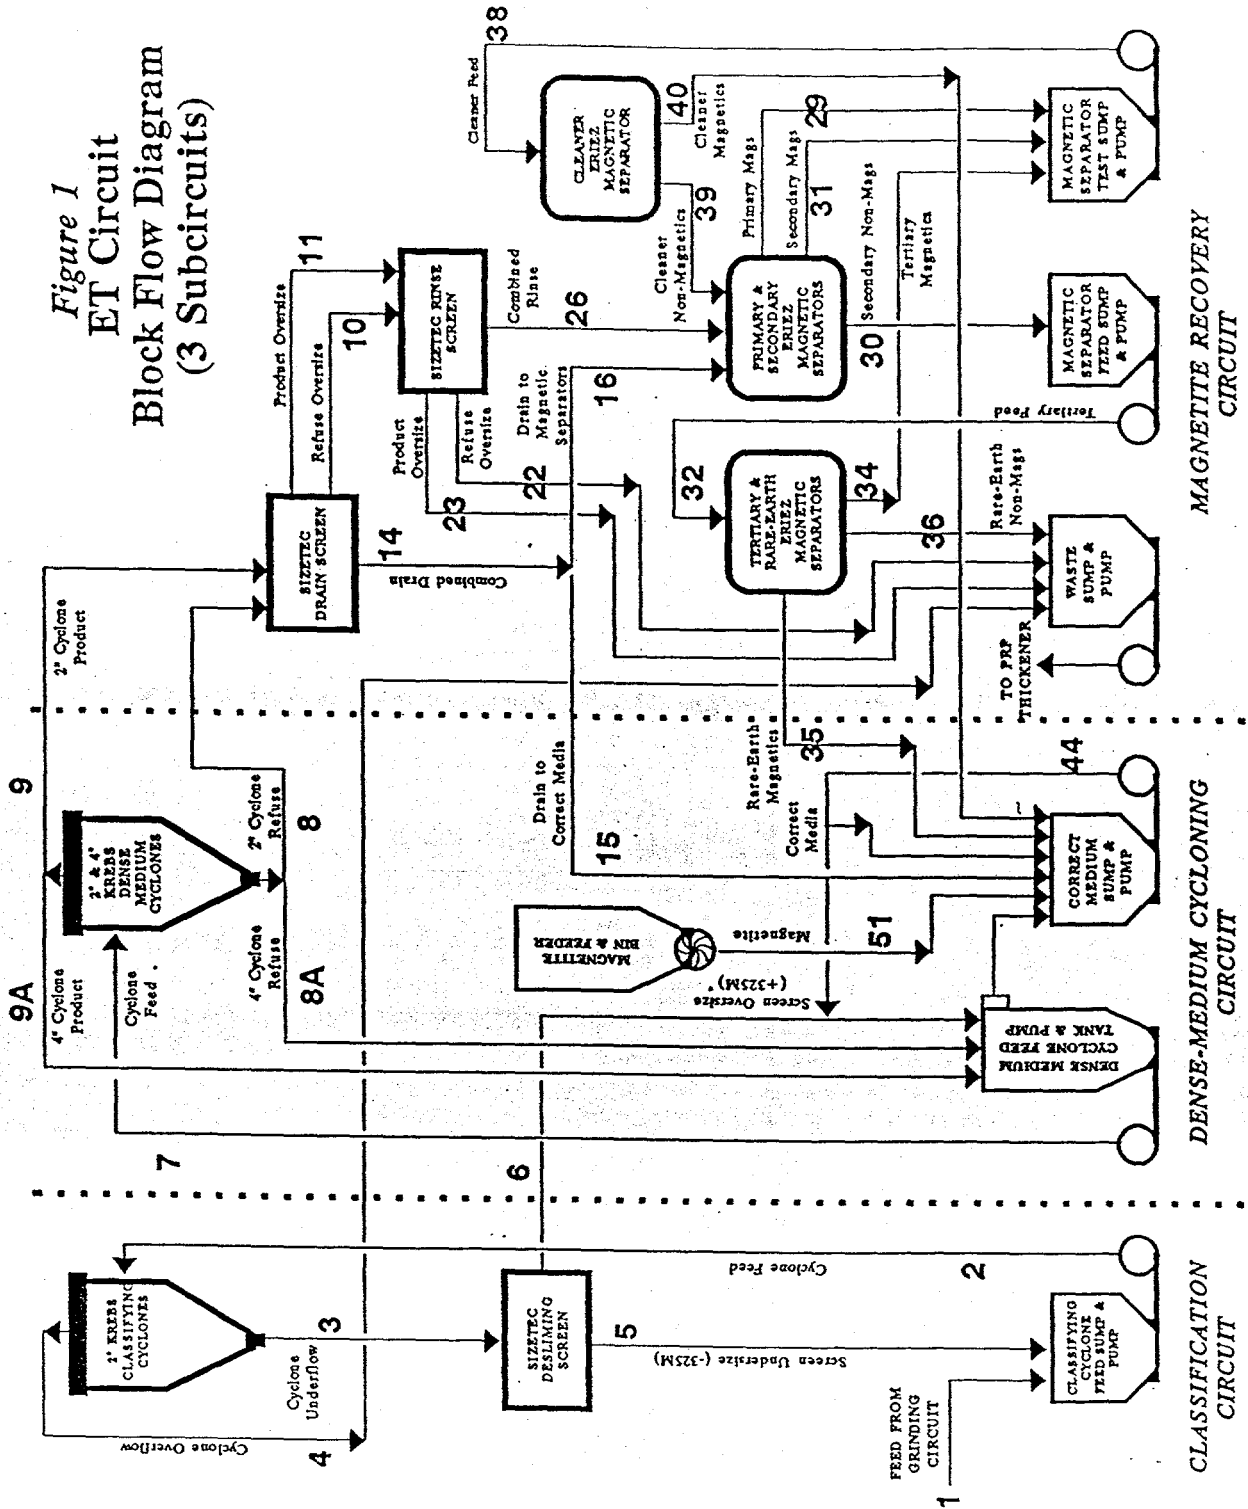 Figure 1
ET Circuit
Block Flow Diagram
(3 Subcircuits)
9A
4" Cyclone
Product
9
2" Cyclone
Product
2" & 4"
KREBS
DENSE
MEDIUM
CYCLONES
Cyclone
Feed .
7
4" Cyclone
Refuse
8A
2" Cyclone
Refuse
8
2" KREBS
CLASSIFYING
CYCLONES
Cyclone Overflow
4
Cyclone
Underflow
3
SIZETEC
DESLIMING
SCREEN
6
5
Screen Undersize (-325M)
Screen Oversize
(+325M)"
Cyclone Feed
2
FEED FROM
GRINDING
CIRCUIT
1
CLASSIFYING
CYCLONE
FEED SUMP &
PUMP
CLASSIFICATION
CIRCUIT
MAGNETITE
BIN & FEEDER
Magnetite
51
DENSE MEDIUM
CYCLONE FEED
TANK & PUMP
Drain to
Correct Media
15
Correct
Media
Rare-Earth
Magnetics
35
44
CORRECT
MEDIUM
SUMP &
PUMP
DENSE-MEDIUM CYCLONING
CIRCUIT
SIZETEC
DRAIN SCREEN
Product Oversize
11
Refuse Oversize
10
14
Combined Drain
SIZETEC RINSE
SCREEN
Product
Oversize
23
Refuse
Oversize
22
Combined
Rinse
26
Drain to
Magnetic
Separators
16
Cleaner Feed
38
CLEANER
ERIEZ
MAGNETIC
SEPARATOR
40
Cleaner
Magnetics
39
Cleaner
Non-Magnetics
PRIMARY &
SECONDARY
ERIEZ
MAGNETIC
SEPARATORS
Primary Mags
29
Secondary Mags
31
Secondary Non-Mags
30
Tertiary
Magnetics
32
TERTIARY &
RARE-EARTH
ERIEZ
MAGNETIC
SEPARATORS
34
36
Rare-Earth
Non-Mags
Tertiary Feed
TO PRP
THICKENER
WASTE
SUMP &
PUMP
MAGNETIC
SEPARATOR
FEED SUMP
& PUMP
MAGNETIC
SEPARATOR
TEST SUMP
& PUMP
MAGNETITE RECOVERY
CIRCUIT